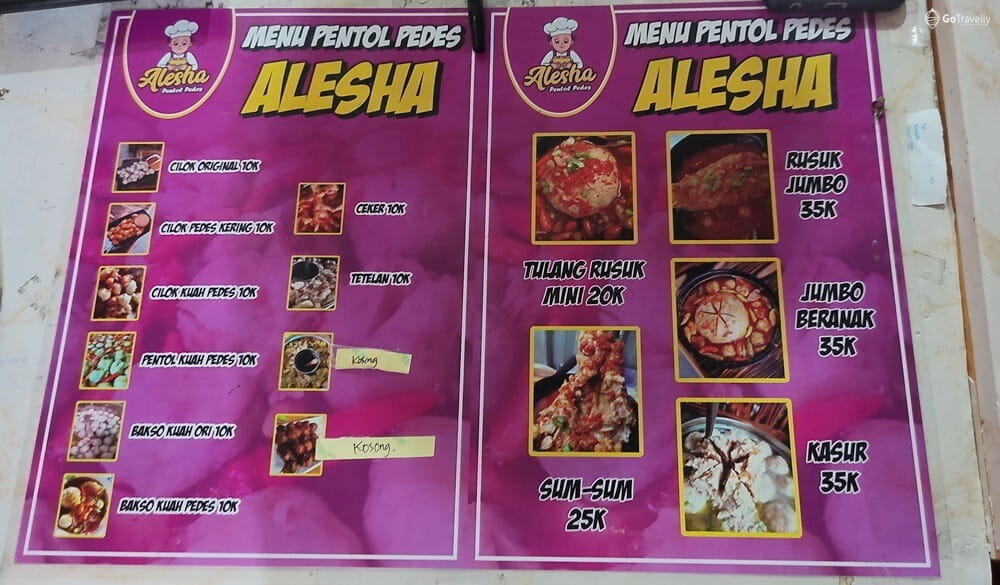 GoTravelly
Alesha
Pentol Pedes
MENU PENTOL PEDES
ALESHA
CILOK ORIGINAL 10K
CILOK PEDES KERING 10K
CILOK KUAH PEDES 10K
PENTOL KUAH PEDES 10K
BAKSO KUAH ORI 10K
BAKSO KUAH PEDES 10K
CEKER 10K
TETELAN 10K
Kosong
Kosong.
Alesha
Pentol Pedes
MENU PENTOL PEDES
ALESHA
TULANG RUSUK
MINI 20K
SUM-SUM
25K
RUSUK
JUMBO
35K
JUMBO
BERANAK
35K
KASUR
35K